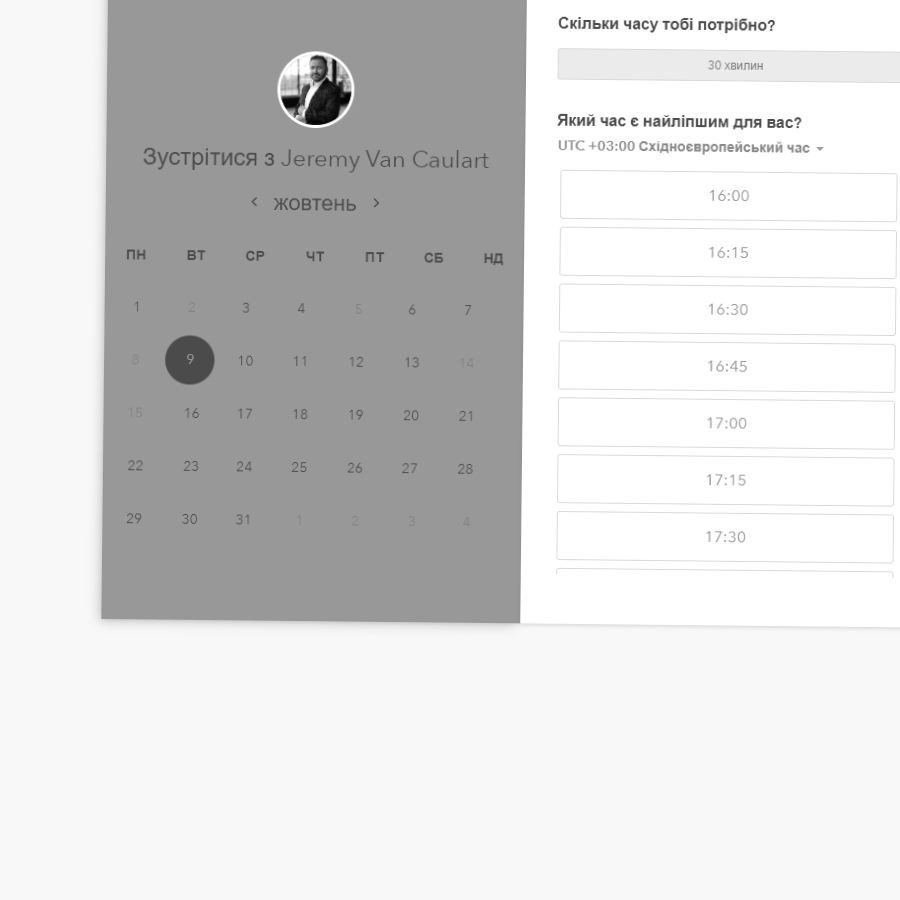 Зустрітися з Jeremy Van Caulart
‹ жовтень ›
ПН ВТ СР ЧТ ПТ СБ НД
1 2 3 4 5 6 7
8 9 10 11 12 13 14
15 16 17 18 19 20 21
22 23 24 25 26 27 28
29 30 31 1 2 3 4
Скільки часу тобі потрібно?
30 хвилин
Який час є найліпшим для вас?
UTC +03:00 Східноєвропейський час
16:00
16:15
16:30
16:45
17:00
17:15
17:30